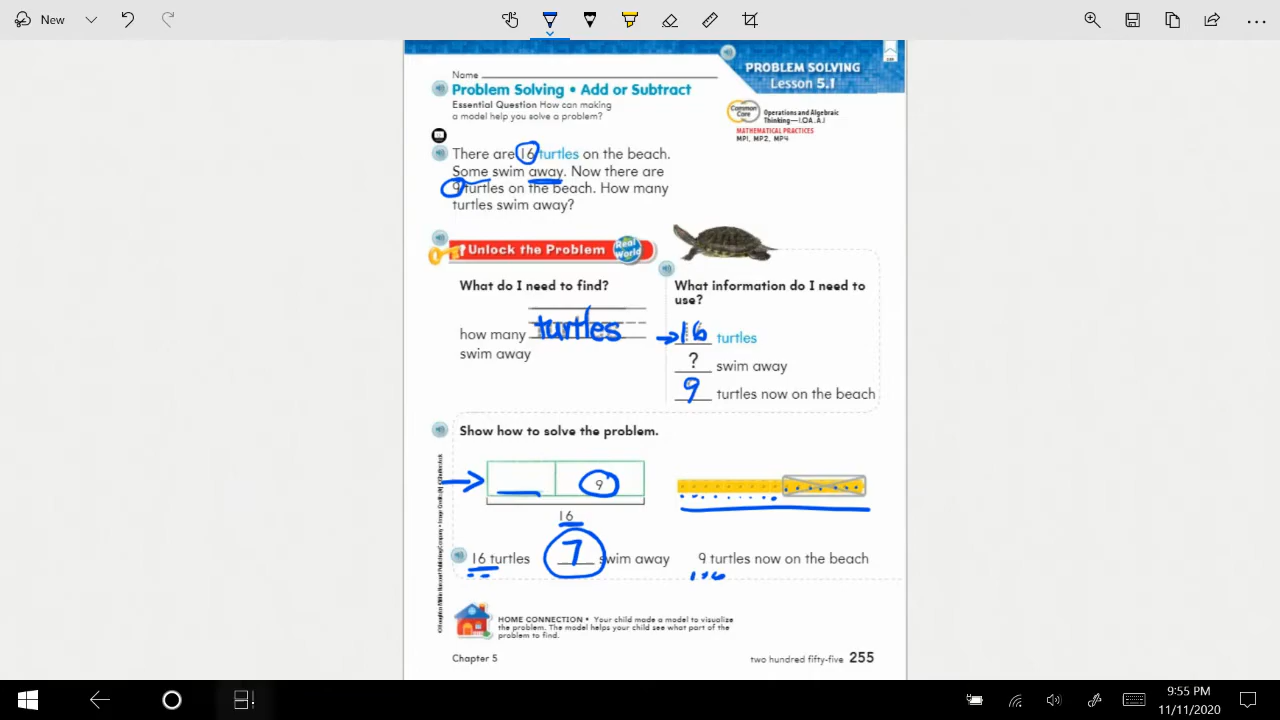 New
PROBLEM SOLVING
Lesson 5.1
Name
Problem Solving • Add or Subtract
Essential Question How can making
a model help you solve a problem?
Common Core
Operations and Algebraic
Thinking—1.OA.A.1
MATHEMATICAL PRACTICES
MP1, MP2, MP4
There are 16 turtles on the beach.
Some swim away. Now there are
9 turtles on the beach. How many
turtles swim away?
Unlock the Problem
Real World
What do I need to find?
how many turtles
swim away
What information do I need to
use?
16 turtles
? swim away
9 turtles now on the beach
Show how to solve the problem.
9
16
16 turtles 7 swim away 9 turtles now on the beach
HOME CONNECTION • Your child made a model to visualize
the problem. The model helps your child see what part of the
problem to find.
Chapter 5
two hundred fifty-five 255
9:55 PM
11/11/2020